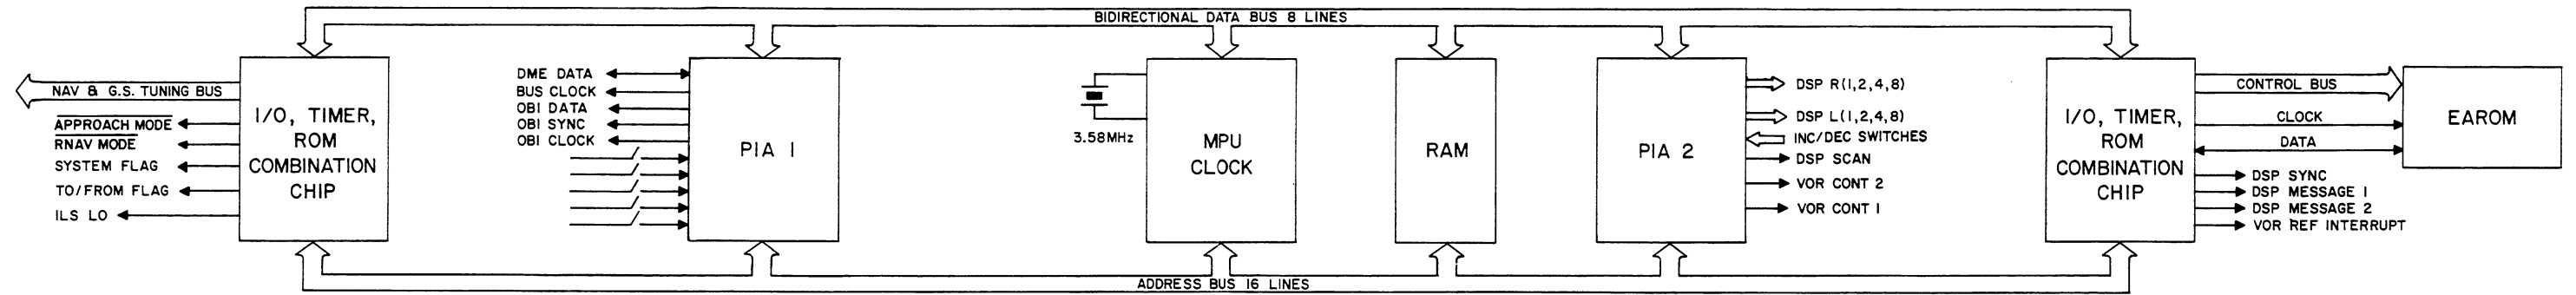 BIDIRECTIONAL DATA BUS 8 LINES
NAV & G.S. TUNING BUS
APPROACH MODE
RNAV MODE
SYSTEM FLAG
TO/FROM FLAG
ILS LO
I/O, TIMER,
ROM
COMBINATION
CHIP
DME DATA
BUS CLOCK
OBI DATA
OBI SYNC
OBI CLOCK
PIA 1
3.58MHz
MPU
CLOCK
RAM
PIA 2
DSP R(1,2,4,8)
DSP L(1,2,4,8)
INC/DEC SWITCHES
DSP SCAN
VOR CONT 2
VOR CONT 1
I/O, TIMER,
ROM
COMBINATION
CHIP
CONTROL BUS
CLOCK
DATA
DSP SYNC
DSP MESSAGE 1
DSP MESSAGE 2
VOR REF INTERRUPT
EAROM
ADDRESS BUS 16 LINES